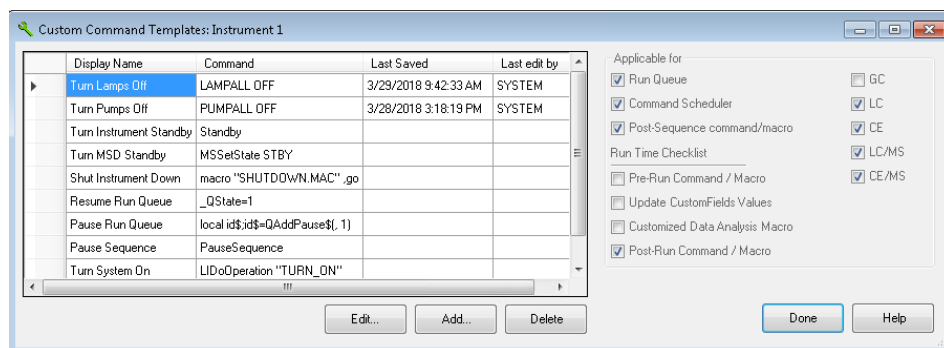 Custom Command Templates: Instrument 1
Display Name Command Last Saved Last edit by
Turn Lamps Off LAMPALL OFF 3/29/2018 9:42:33 AM SYSTEM
Turn Pumps Off PUMPALL OFF 3/28/2018 3:18:19 PM SYSTEM
Turn Instrument Standby Standby
Turn MSD Standby MSSetState STBY
Shut Instrument Down macro "SHUTDOWN.MAC" ,go
Resume Run Queue _QState=1
Pause Run Queue local id$;id$=QAddPause$(, 1)
Pause Sequence PauseSequence
Turn System On LIDoOperation "TURN_ON"
Applicable for
Run Queue GC
Command Scheduler LC
Post-Sequence command/macro CE
Run Time Checklist LC/MS
Pre-Run Command / Macro CE/MS
Update CustomFields Values
Customized Data Analysis Macro
Post-Run Command / Macro
Edit... Add... Delete Done Help